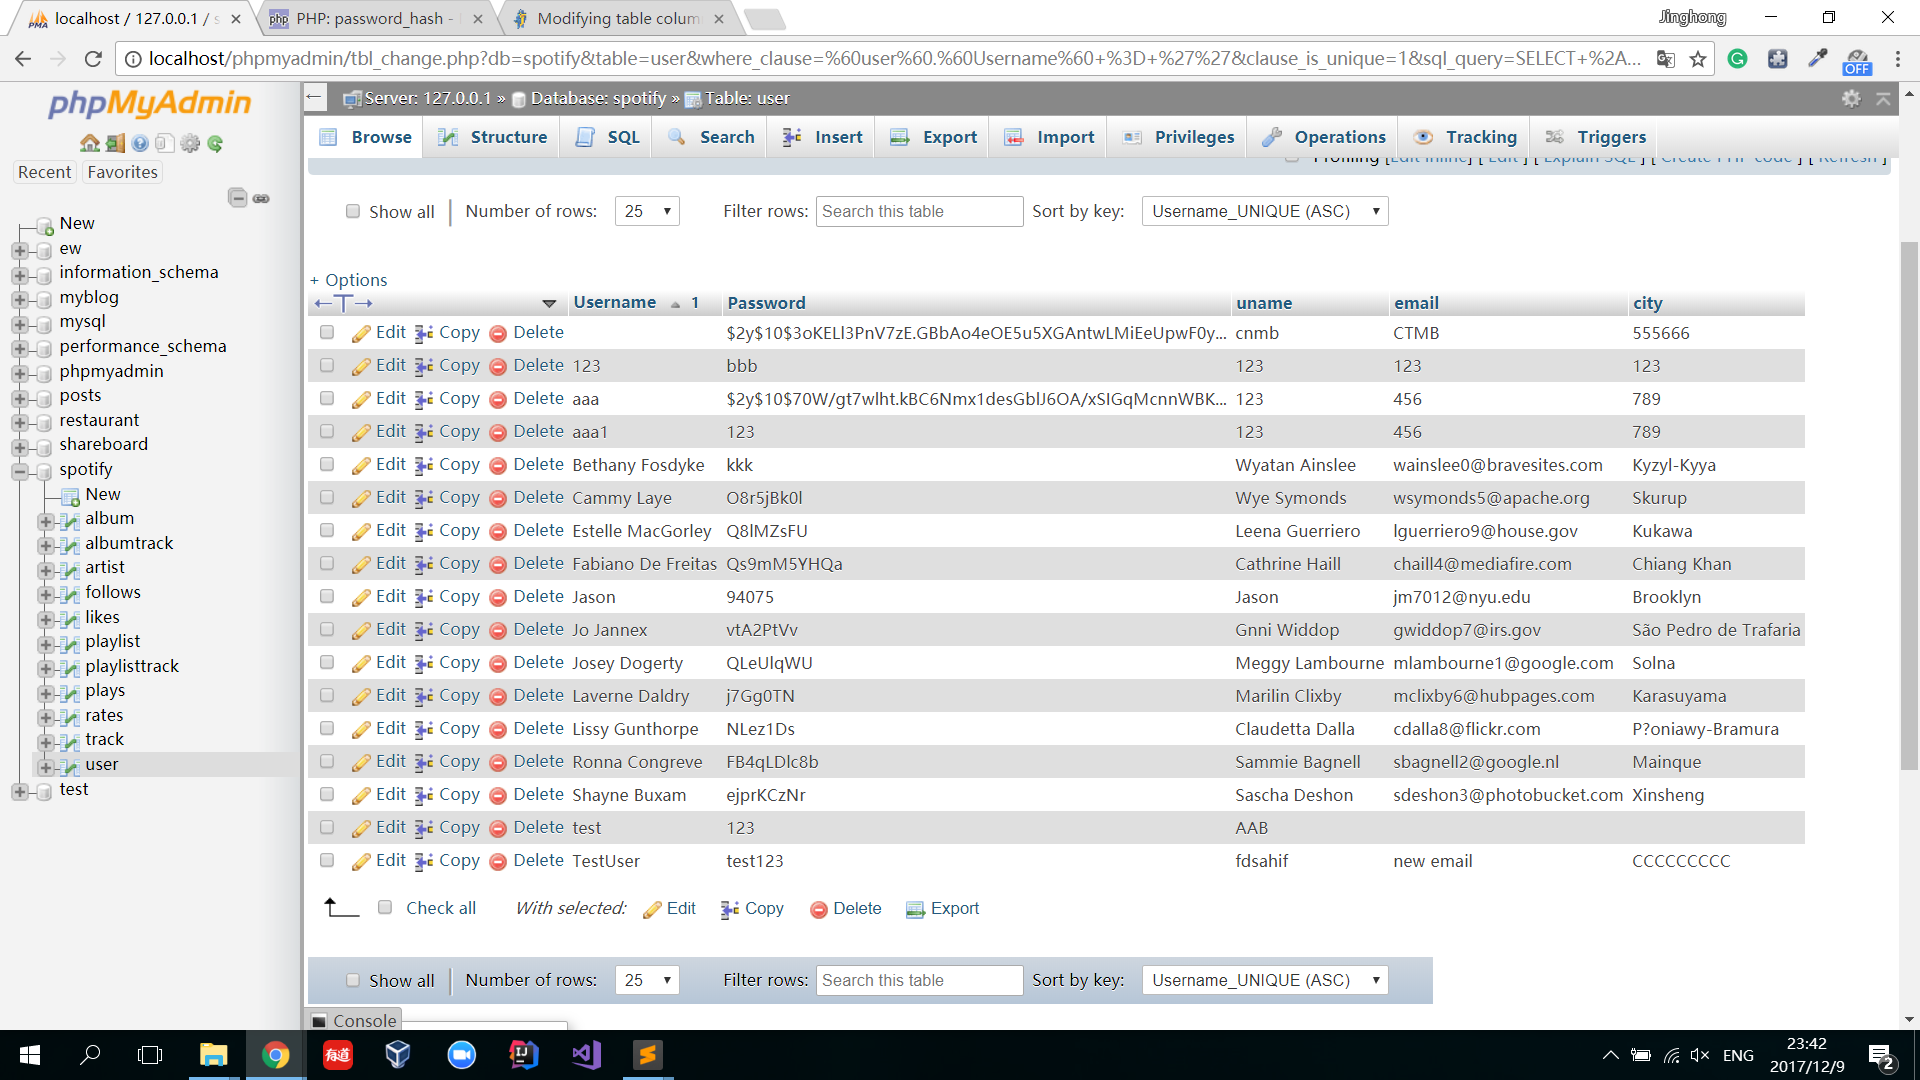 localhost / 127.0.0.1 / s
PHP: password_hash -
Modifying table colum
Jinghong
localhost/phpmyadmin/tbl_change.php?db=spotify&table=user&where_clause=%60user%60.%60Username%60+%3D+%27%27&clause_is_unique=1&sql_query=SELECT+%2A...
OFF
phpMyAdmin
Recent Favorites
New
ew
information_schema
myblog
mysql
performance_schema
phpmyadmin
posts
restaurant
shareboard
spotify
New
album
albumtrack
artist
follows
likes
playlist
playlisttrack
plays
rates
track
user
test
Server: 127.0.0.1 » Database: spotify » Table: user
Browse Structure SQL Search Insert Export Import Privileges Operations Tracking Triggers
Profiling [Edit inline] [ Edit ] [ Explain SQL ] [ Create PHP code ] [ Refresh ]
Show all Number of rows: 25 Filter rows: Search this table Sort by key: Username_UNIQUE (ASC)
+ Options
Username 1 Password uname email city
Edit Copy Delete $2y$10$3oKELl3PnV7zE.GBbAo4eOE5u5XGAntwLMiEeUpwF0y... cnmb CTMB 555666
Edit Copy Delete 123 bbb 123 123 123
Edit Copy Delete aaa $2y$10$70W/gt7wlht.kBC6Nmx1desGblJ6OA/xSIGqMcnnWBK... 123 456 789
Edit Copy Delete aaa1 123 123 456 789
Edit Copy Delete Bethany Fosdyke kkk Wyatan Ainslee wainslee0@bravesites.com Kyzyl-Kyya
Edit Copy Delete Cammy Laye O8r5jBk0l Wye Symonds wsymonds5@apache.org Skurup
Edit Copy Delete Estelle MacGorley Q8lMZsFU Leena Guerriero lguerriero9@house.gov Kukawa
Edit Copy Delete Fabiano De Freitas Qs9mM5YHQa Cathrine Haill chaill4@mediafire.com Chiang Khan
Edit Copy Delete Jason 94075 Jason jm7012@nyu.edu Brooklyn
Edit Copy Delete Jo Jannex vtA2PtVv Gnni Widdop gwiddop7@irs.gov São Pedro de Trafaria
Edit Copy Delete Josey Dogerty QLeUlqWU Meggy Lambourne mlambourne1@google.com Solna
Edit Copy Delete Laverne Daldry j7Gg0TN Marilin Clixby mclixby6@hubpages.com Karasuyama
Edit Copy Delete Lissy Gunthorpe NLez1Ds Claudetta Dalla cdalla8@flickr.com P?oniawy-Bramura
Edit Copy Delete Ronna Congreve FB4qLDlc8b Sammie Bagnell sbagnell2@google.nl Mainque
Edit Copy Delete Shayne Buxam ejprKCzNr Sascha Deshon sdeshon3@photobucket.com Xinsheng
Edit Copy Delete test 123 AAB
Edit Copy Delete TestUser test123 fdsahif new email CCCCCCCCC
Check all With selected: Edit Copy Delete Export
Show all Number of rows: 25 Filter rows: Search this table Sort by key: Username_UNIQUE (ASC)
Console
有道
IJ
ENG
23:42
2017/12/9
2